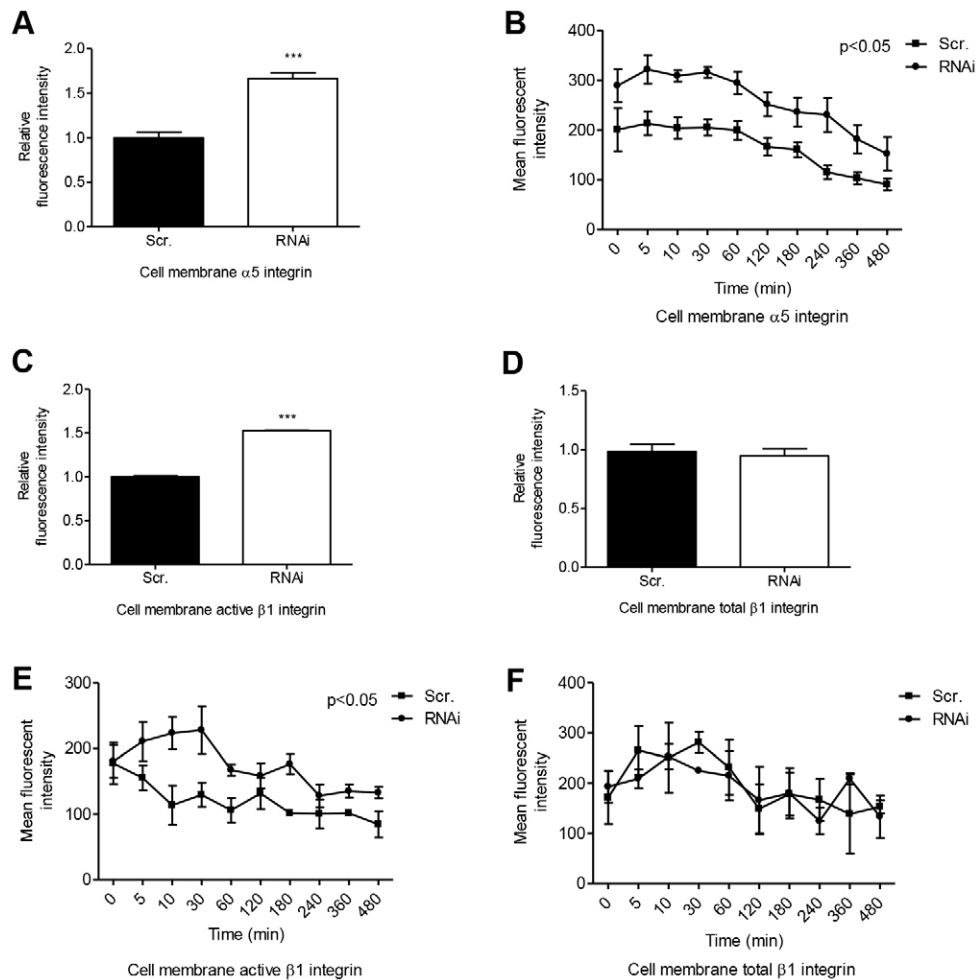 A
Relative
fluorescence intensity
2.0
1.5
1.0
0.5
0.0
***
Scr.
RNAi
Cell membrane α5 integrin
B
Mean fluorescent
intensity
400
300
200
100
0
p<0.05
Scr.
RNAi
0 5 10 30 60 120 180 240 360 480
Time (min)
Cell membrane α5 integrin
C
Relative
fluorescence intensity
2.0
1.5
1.0
0.5
0.0
***
Scr.
RNAi
Cell membrane active β1 integrin
D
Relative
fluorescence intensity
1.5
1.0
0.5
0.0
Scr.
RNAi
Cell membrane total β1 integrin
E
Mean fluorescent
intensity
300
200
100
0
p<0.05
Scr.
RNAi
0 5 10 30 60 120 180 240 360 480
Time (min)
Cell membrane active β1 integrin
F
Mean fluorescent
intensity
400
300
200
100
0
Scr.
RNAi
0 5 10 30 60 120 180 240 360 480
Time (min)
Cell membrane total β1 integrin